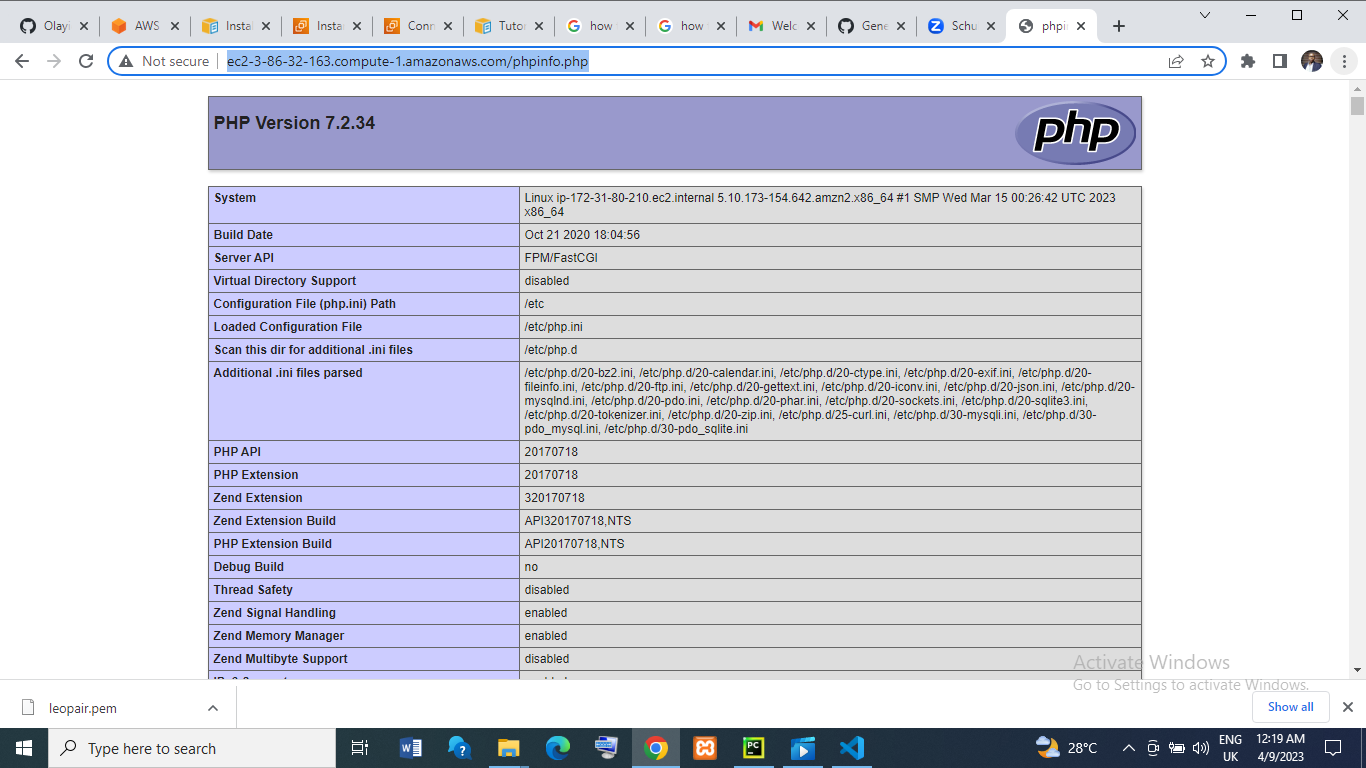 Olayi
AWS
Instal
Instan
Conn
Tutor
how
how
Welc
Gene
Schu
phpi
Not secure
ec2-3-86-32-163.compute-1.amazonaws.com/phpinfo.php
PHP Version 7.2.34
php
System
Linux ip-172-31-80-210.ec2.internal 5.10.173-154.642.amzn2.x86_64 #1 SMP Wed Mar 15 00:26:42 UTC 2023
x86_64
Build Date
Oct 21 2020 18:04:56
Server API
FPM/FastCGI
Virtual Directory Support
disabled
Configuration File (php.ini) Path
/etc
Loaded Configuration File
/etc/php.ini
Scan this dir for additional .ini files
/etc/php.d
Additional .ini files parsed
/etc/php.d/20-bz2.ini, /etc/php.d/20-calendar.ini, /etc/php.d/20-ctype.ini, /etc/php.d/20-exif.ini, /etc/php.d/20-
fileinfo.ini, /etc/php.d/20-ftp.ini, /etc/php.d/20-gettext.ini, /etc/php.d/20-iconv.ini, /etc/php.d/20-json.ini, /etc/php.d/20-
mysqlnd.ini, /etc/php.d/20-pdo.ini, /etc/php.d/20-phar.ini, /etc/php.d/20-sockets.ini, /etc/php.d/20-sqlite3.ini,
/etc/php.d/20-tokenizer.ini, /etc/php.d/20-zip.ini, /etc/php.d/25-curl.ini, /etc/php.d/30-mysqli.ini, /etc/php.d/30-
pdo_mysql.ini, /etc/php.d/30-pdo_sqlite.ini
PHP API
20170718
PHP Extension
20170718
Zend Extension
320170718
Zend Extension Build
API320170718,NTS
PHP Extension Build
API20170718,NTS
Debug Build
no
Thread Safety
disabled
Zend Signal Handling
enabled
Zend Memory Manager
enabled
Zend Multibyte Support
disabled
Activate Windows
Go to Settings to activate Windows.
leopair.pem
Show all
Type here to search
28°C
ENG
UK
12:19 AM
4/9/2023